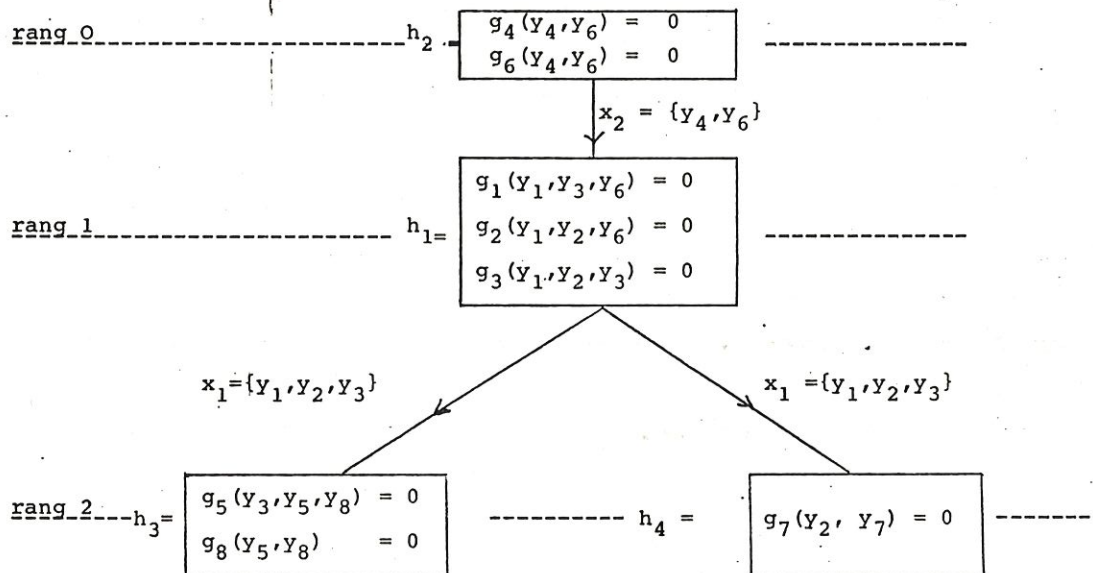 g₄(y₄,y₆) = 0
rang 0 h₂ g₆(y₄,y₆) = 0
x₂ = {y₄,y₆}
g₁(y₁,y₃,y₆) = 0
rang 1 h₁= g₂(y₁,y₂,y₆) = 0
g₃(y₁,y₂,y₃) = 0
x₁={y₁,y₂,y₃} x₁ ={y₁,y₂,y₃}
g₅(y₃,y₅,y₈) = 0
rang 2 h₃= h₄ = g₇(y₂, y₇) = 0
g₈(y₅,y₈) = 0